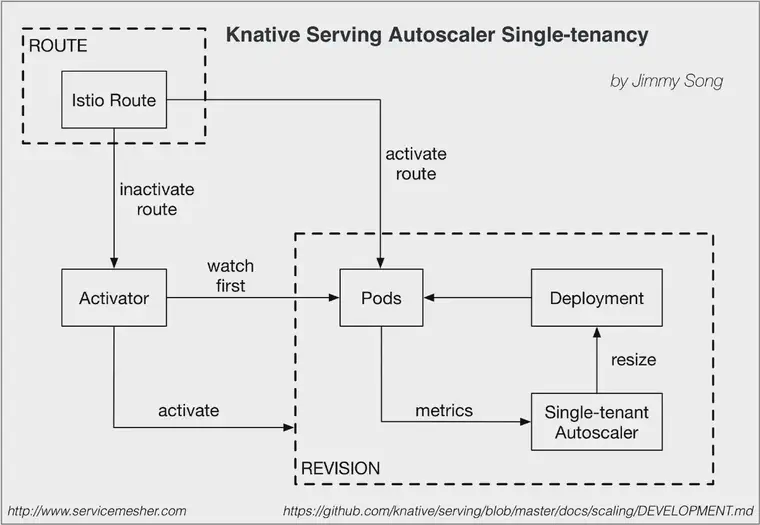 Knative Serving Autoscaler Single-tenancy
by Jimmy Song
ROUTE
Istio Route
inactivate
route
activate
route
Activator
watch
first
Pods
Deployment
resize
activate
metrics
Single-tenant
Autoscaler
REVISION
http://www.servicemesher.com
https://github.com/knative/serving/blob/master/docs/scaling/DEVELOPMENT.md